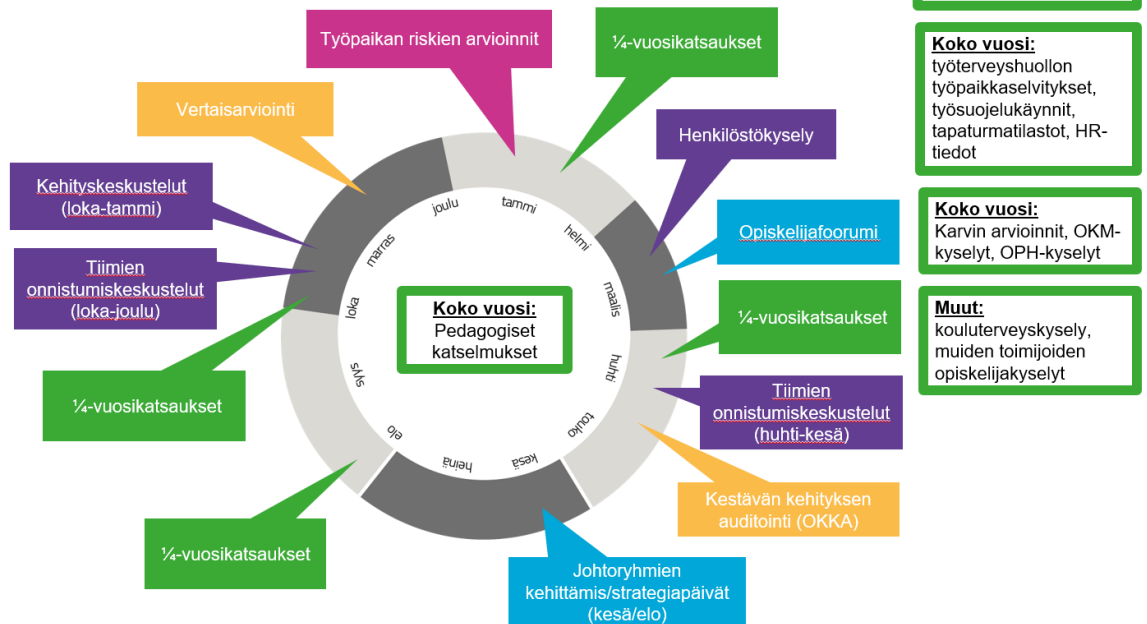 Työpaikan riskien arvioinnit
¼-vuosikatsaukset
Koko vuosi:
työterveyshuollon
työpaikkaselvitykset,
työsuojelukäynnit,
tapaturmatilastot, HR-
tiedot
Vertaisarviointi
Henkilöstökysely
Kehityskeskustelut
(loka-tammi)
Opiskelijafoorumi
Koko vuosi:
Karvin arvioinnit, OKM-
kyselyt, OPH-kyselyt
Tiimien
onnistumiskeskustelut
(loka-joulu)
¼-vuosikatsaukset
Muut:
kouluterveyskysely,
muiden toimijoiden
opiskelijakyselyt
tammi
helmi
maalis
huhti
touko
kesä
heinä
elo
syys
loka
marras
joulu
Koko vuosi:
Pedagogiset
katselmukset
¼-vuosikatsaukset
Tiimien
onnistumiskeskustelut
(huhti-kesä)
Kestävän kehityksen
auditointi (OKKA)
¼-vuosikatsaukset
Johtoryhmien
kehittämis/strategiapäivät
(kesä/elo)